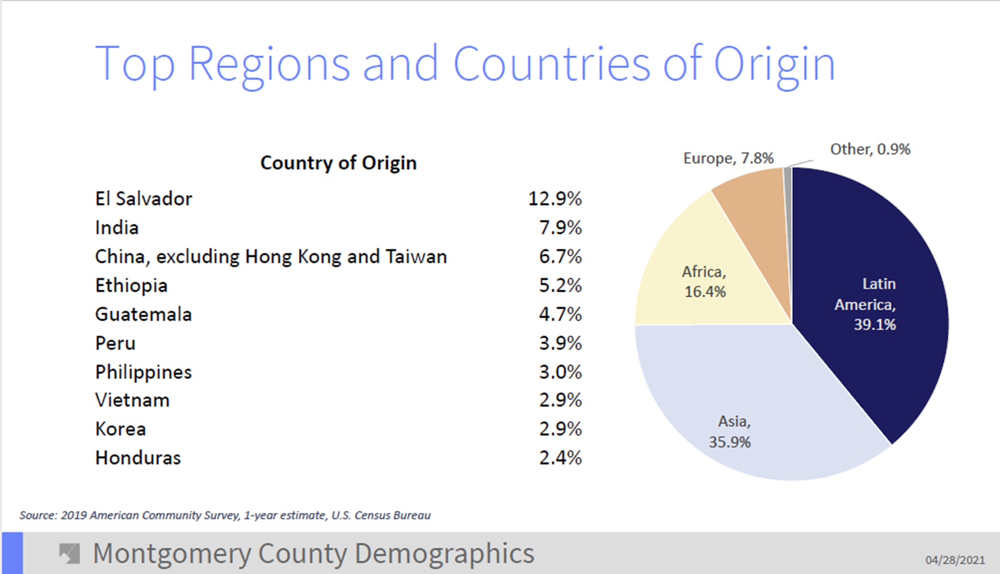 Top Regions and Countries of Origin
Country of Origin
El Salvador 12.9%
India 7.9%
China, excluding Hong Kong and Taiwan 6.7%
Ethiopia 5.2%
Guatemala 4.7%
Peru 3.9%
Philippines 3.0%
Vietnam 2.9%
Korea 2.9%
Honduras 2.4%
Other, 0.9%
Europe, 7.8%
Africa,
16.4%
Latin
America,
39.1%
Asia,
35.9%
Source: 2019 American Community Survey, 1-year estimate, U.S. Census Bureau
Montgomery County Demographics
04/28/2021